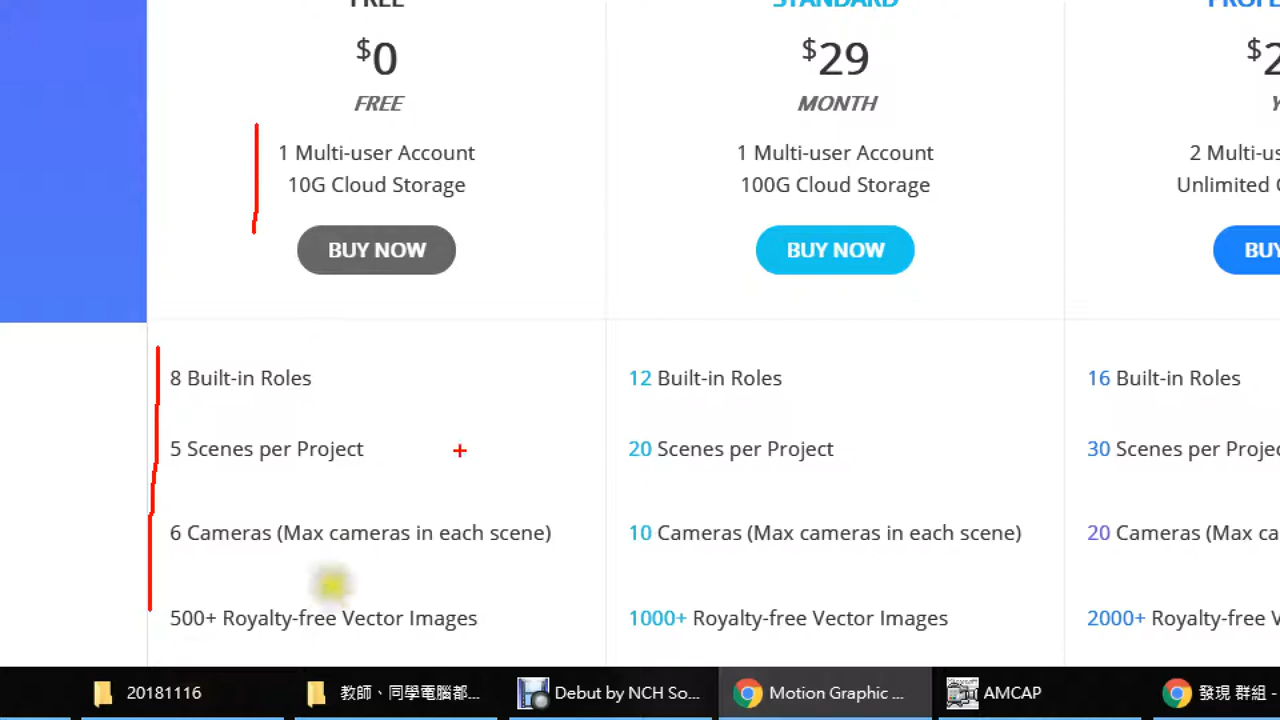 FREE
$0
FREE
1 Multi-user Account
10G Cloud Storage
BUY NOW
8 Built-in Roles
5 Scenes per Project
6 Cameras (Max cameras in each scene)
500+ Royalty-free Vector Images
STANDARD
$29
MONTH
1 Multi-user Account
100G Cloud Storage
BUY NOW
12 Built-in Roles
20 Scenes per Project
10 Cameras (Max cameras in each scene)
1000+ Royalty-free Vector Images
$2
2 Multi-us
Unlimited
BUY
16 Built-in Roles
30 Scenes per Projec
20 Cameras (Max ca
2000+ Royalty-free V
20181116
教師、同學電腦都...
Debut by NCH So...
Motion Graphic ...
AMCAP
發現 群組 -